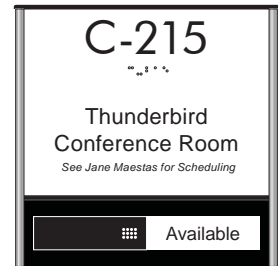 C-215
Thunderbird
Conference Room
See Jane Maestas for Scheduling
Available